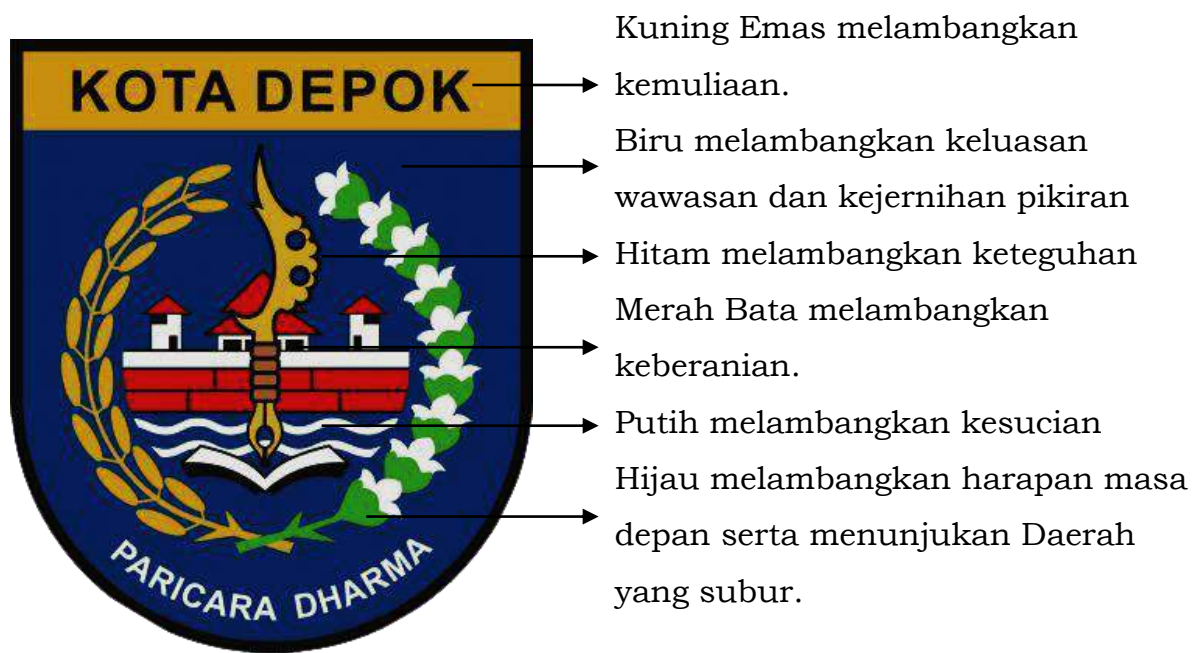 KOTA DEPOK
PARICARA DHARMA
Kuning Emas melambangkan
kemuliaan.
Biru melambangkan keluasan
wawasan dan kejernihan pikiran
Hitam melambangkan keteguhan
Merah Bata melambangkan
keberanian.
Putih melambangkan kesucian
Hijau melambangkan harapan masa
depan serta menunjukan Daerah
yang subur.